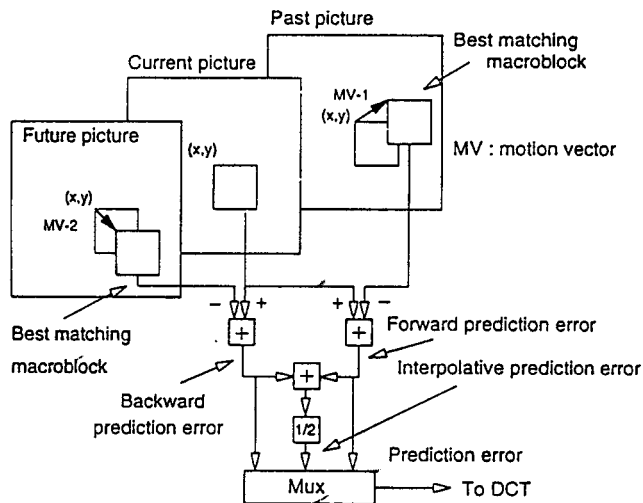 Past picture
Best matching
macroblock
Current picture
MV-1
(x,y)
Future picture
(x,y)
MV : motion vector
(x,y)
MV-2
− + + −
Best matching
macroblock
+ +
Forward prediction error
+
Interpolative prediction error
Backward
prediction error
1/2
Prediction error
Mux
To DCT